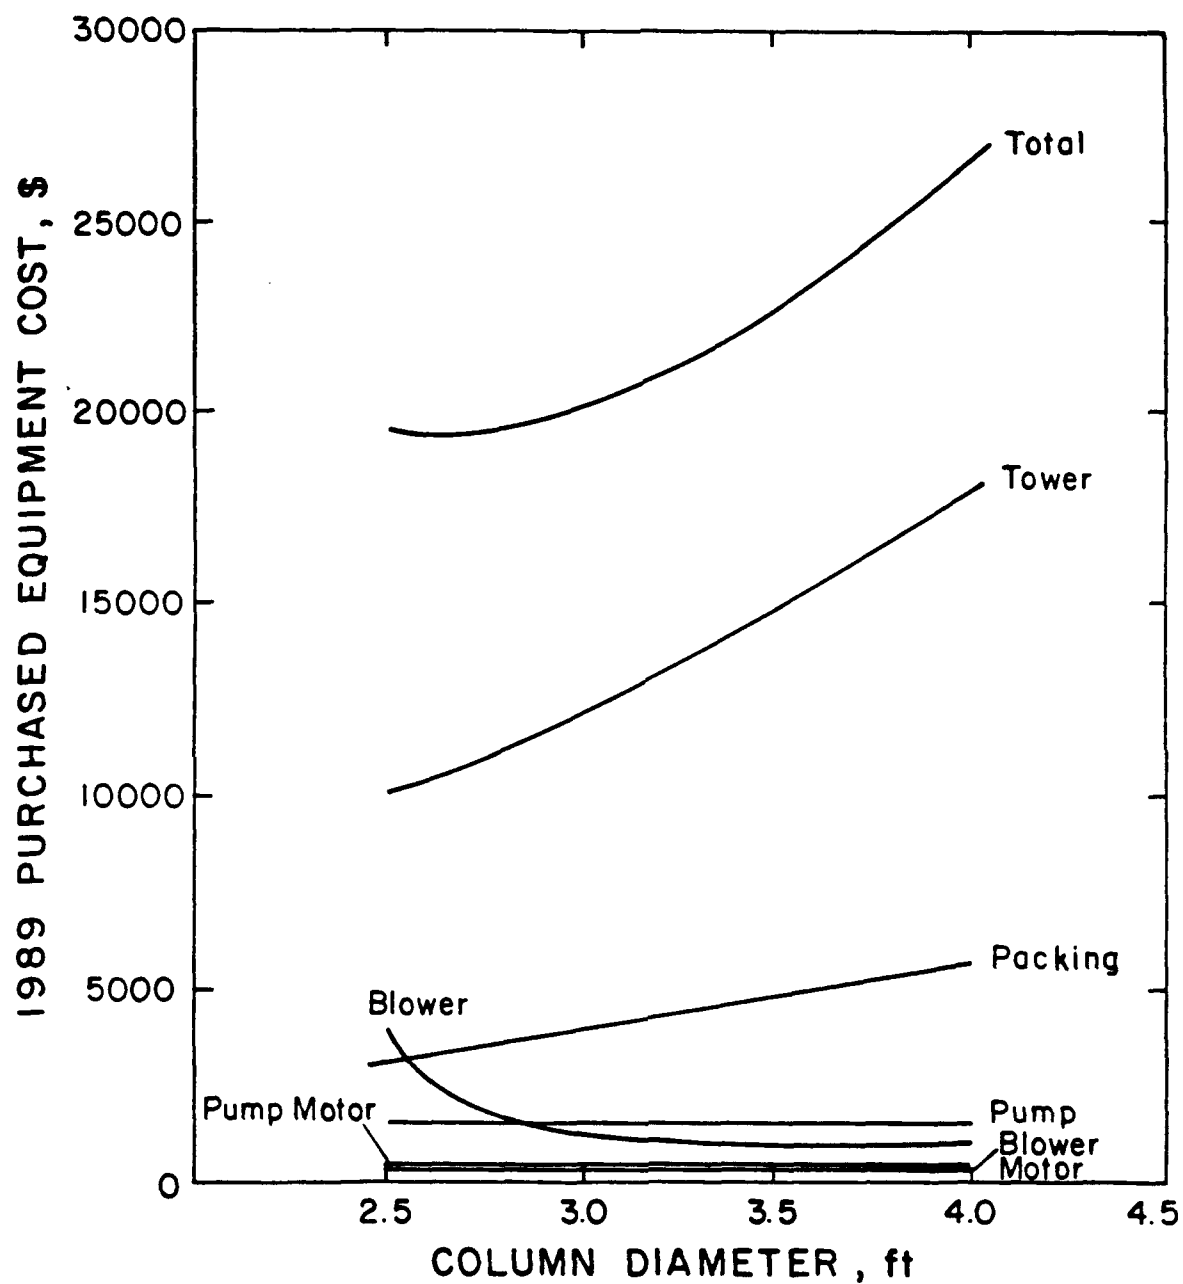 1989 PURCHASED EQUIPMENT COST, $
30000
25000
20000
15000
10000
5000
0
Total
Tower
Packing
Blower
Pump Motor
Pump
Blower
Motor
2.5 3.0 3.5 4.0 4.5
COLUMN DIAMETER, ft